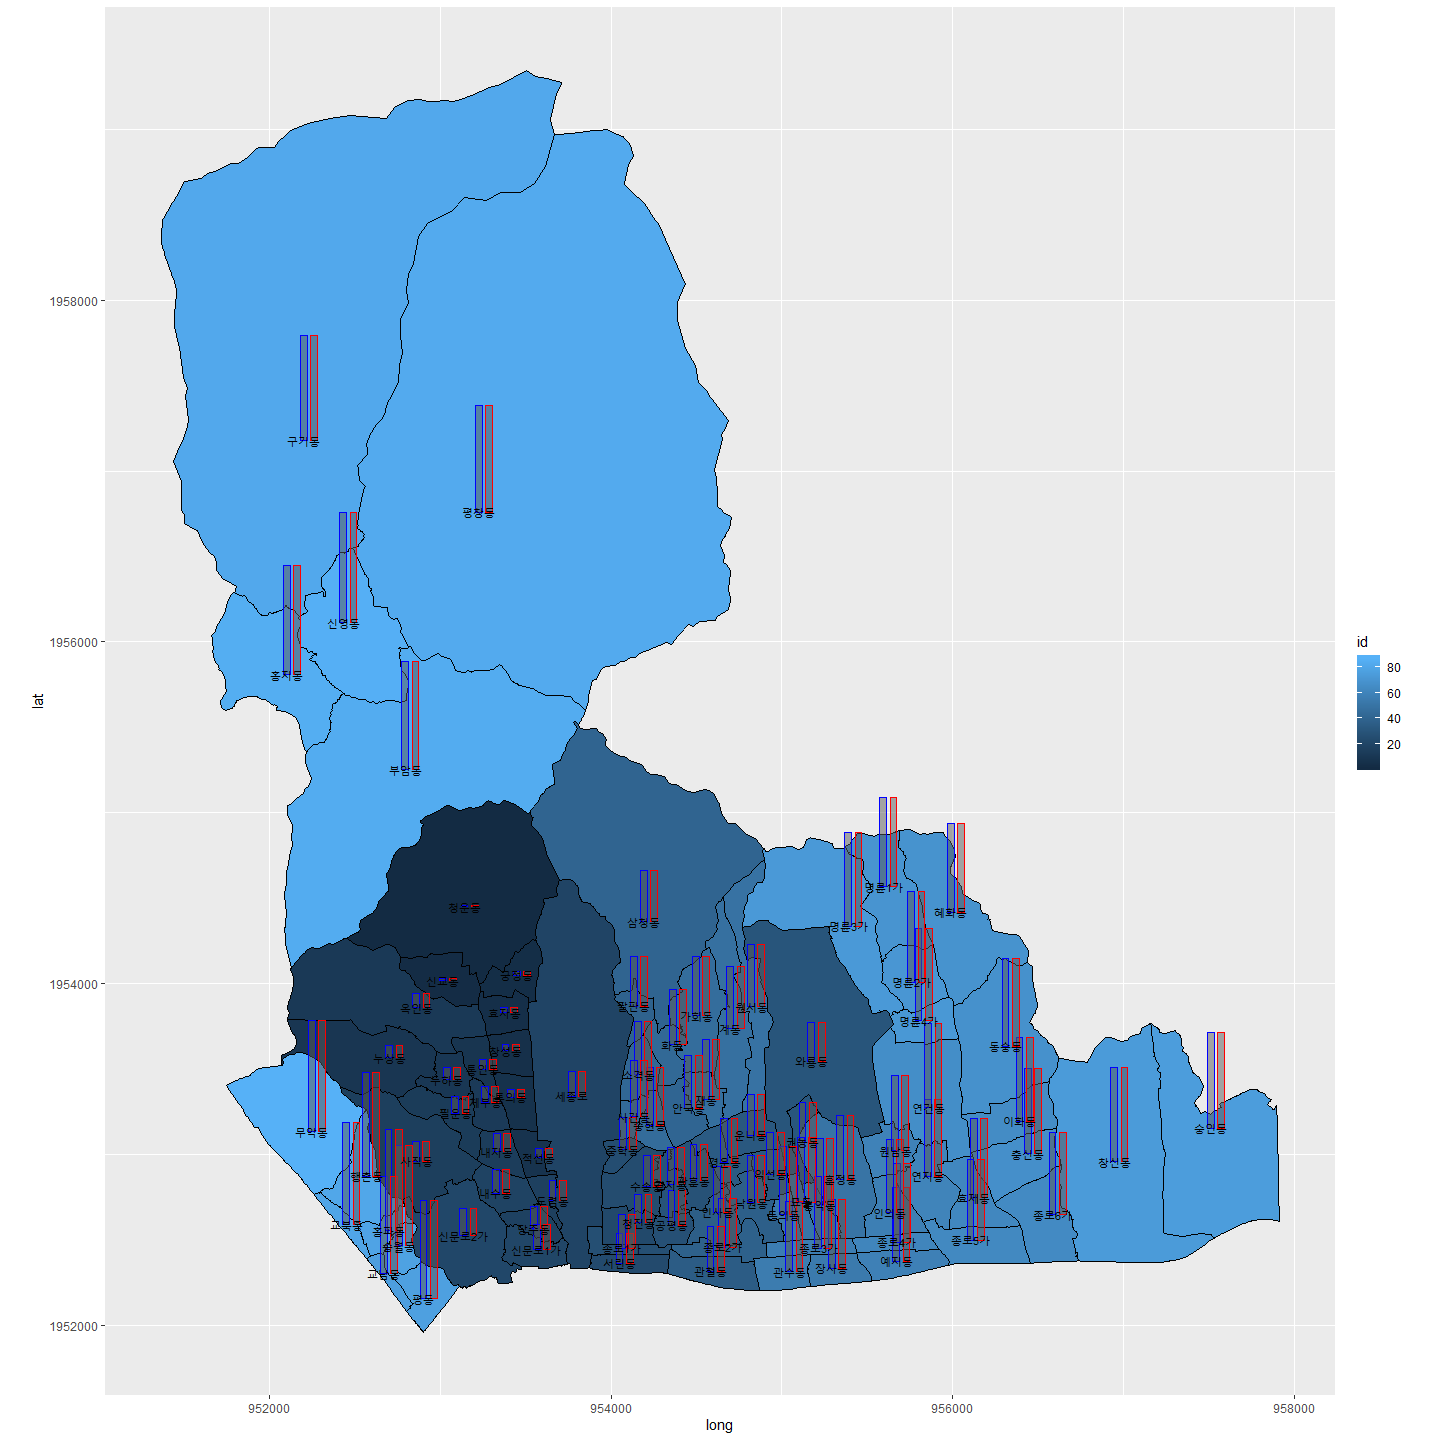 1958000
구기동
평창동
신영동
1956000
홍지동
부암동
lat
id
80
60
40
20
명륜1가
혜화동
삼청동
명륜3가
청운동
1954000
신교동
궁정동
명륜2가
옥인동
효자동
팔판동
가회동
계동
원서동
명륜4가
화동
동숭동
누상동
창성동
와룡동
통인동
누하동
소격동
체부동
통의동
세종로
재동
안국동
연건동
필운동
사간동
송현동
이화동
무악동
숭인동
운니동
권농동
행촌동
사직동
내자동
적선동
중학동
경운동
익선동
원남동
연지동
충신동
창신동
내수동
도렴동
수송동
낙원동
돈의동
봉익동
훈정동
인의동
효제동
종로6가
교북동
홍파동
송월동
신문로2가
당주동
신문로1가
청진동
공평동
인사동
종로1가
종로2가
종로3가
종로4가
종로5가
교남동
평동
서린동
관철동
관수동
장사동
예지동
1952000
952000
954000
956000
958000
long